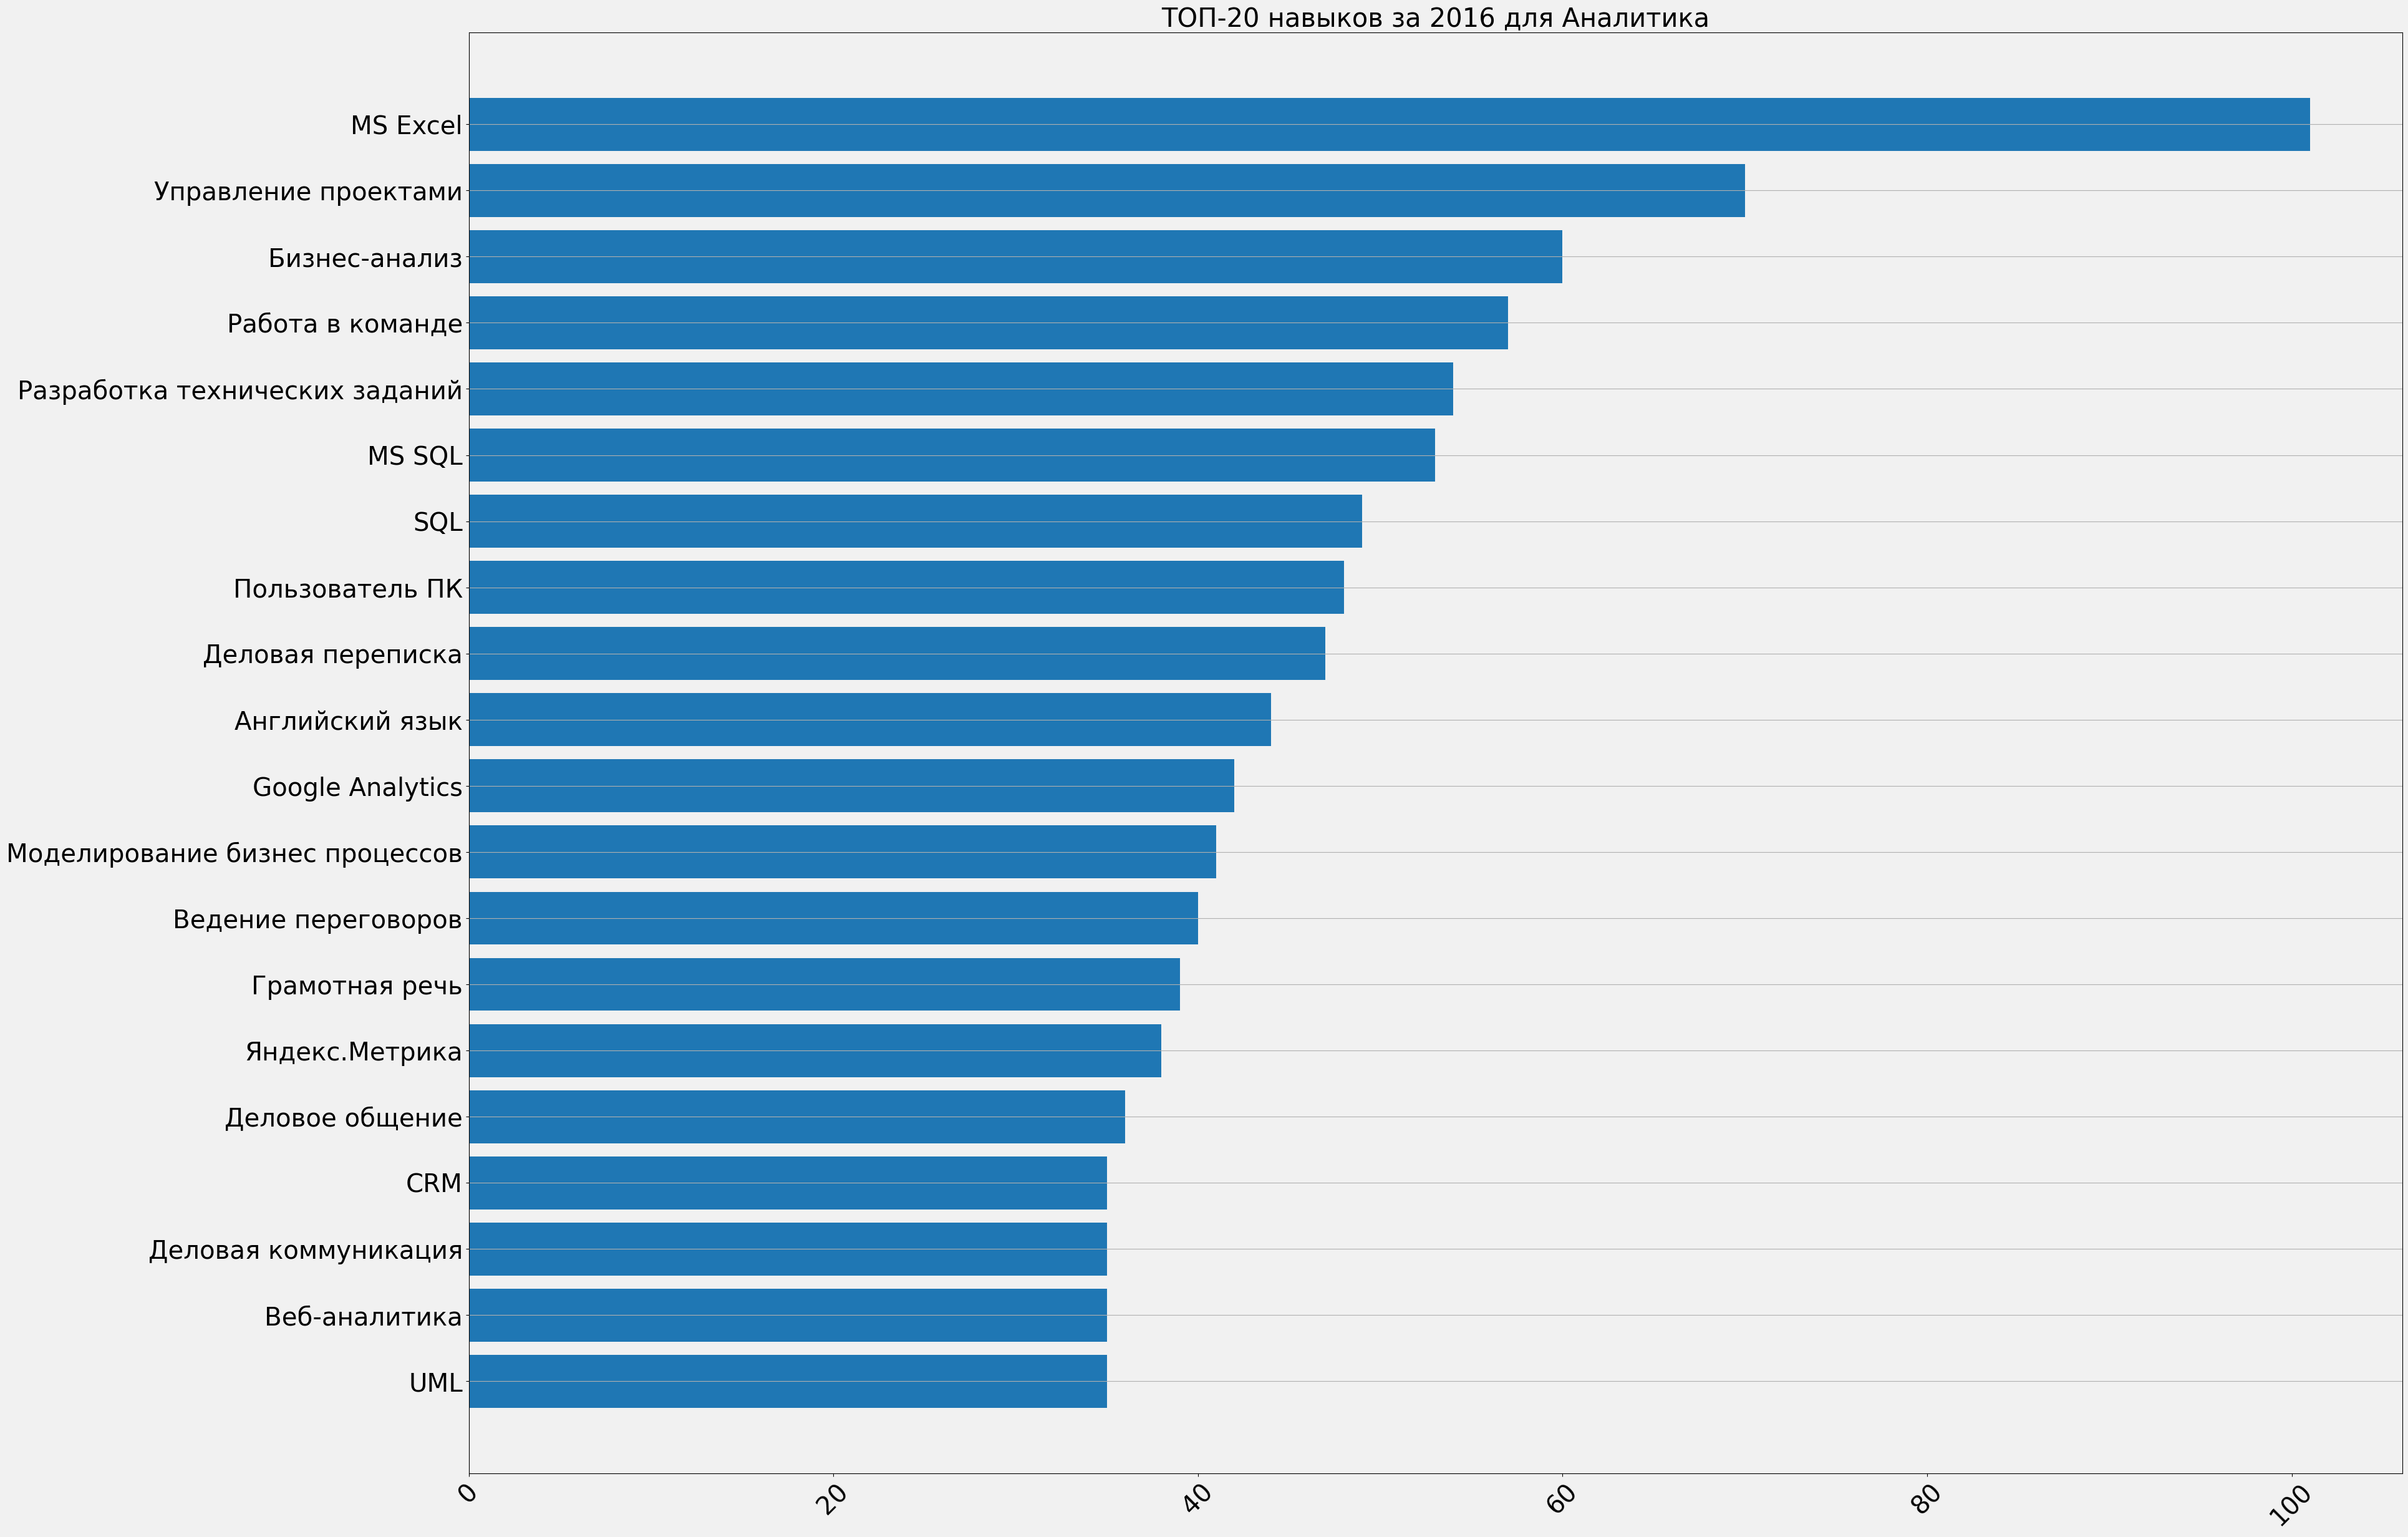 ТОП-20 навыков за 2016 для Аналитика
MS Excel
Управление проектами
Бизнес-анализ
Работа в команде
Разработка технических заданий
MS SQL
SQL
Пользователь ПК
Деловая переписка
Английский язык
Google Analytics
Моделирование бизнес процессов
Ведение переговоров
Грамотная речь
Яндекс.Метрика
Деловое общение
CRM
Деловая коммуникация
Веб-аналитика
UML
0
20
40
60
80
100